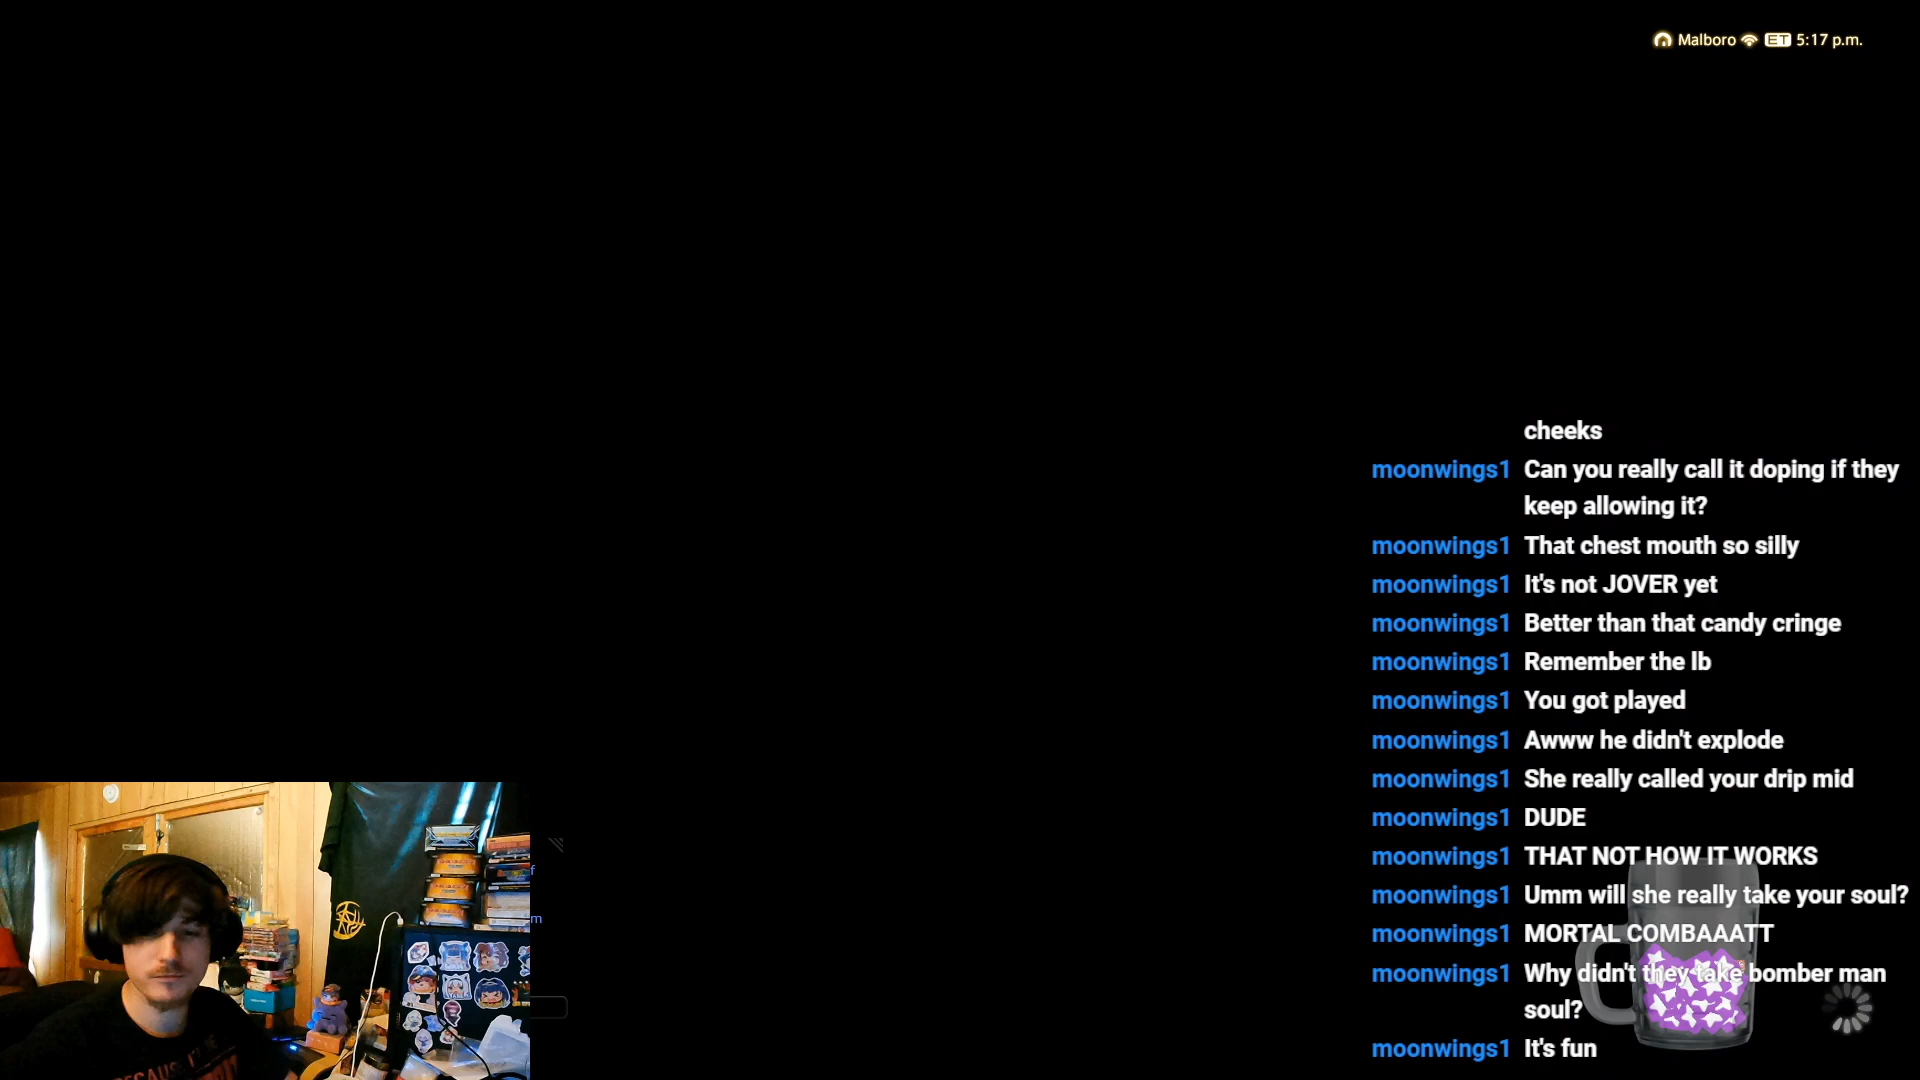 Malboro ET 5:17 p.m.
cheeks
moonwings1 Can you really call it doping if they
keep allowing it?
moonwings1 That chest mouth so silly
moonwings1 It's not JOVER yet
moonwings1 Better than that candy cringe
moonwings1 Remember the lb
moonwings1 You got played
moonwings1 Awww he didn't explode
moonwings1 She really called your drip mid
moonwings1 DUDE
moonwings1 THAT NOT HOW IT WORKS
moonwings1 Umm will she really take your soul?
moonwings1 MORTAL COMBAAATT
moonwings1 Why didn't they take bomber man
soul?
moonwings1 It's fun
f
m